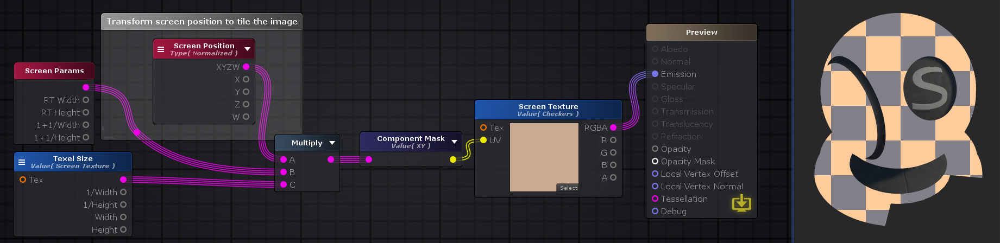 Transform screen position to tile the image
Screen Position
Type( Normalized )
XYZW
X
Y
Z
W
Screen Params
RT Width
RT Height
1+1/Width
1+1/Height
Texel Size
Value( Screen Texture )
Tex
1/Width
1/Height
Width
Height
Multiply
A
B
C
Component Mask
Value( XY )
Screen Texture
Value( Checkers )
Tex
UV
Select
RGBA
R
G
B
A
Preview
Albedo
Normal
Emission
Specular
Gloss
Transmission
Translucency
Refraction
Opacity
Opacity Mask
Local Vertex Offset
Local Vertex Normal
Tessellation
Debug
S